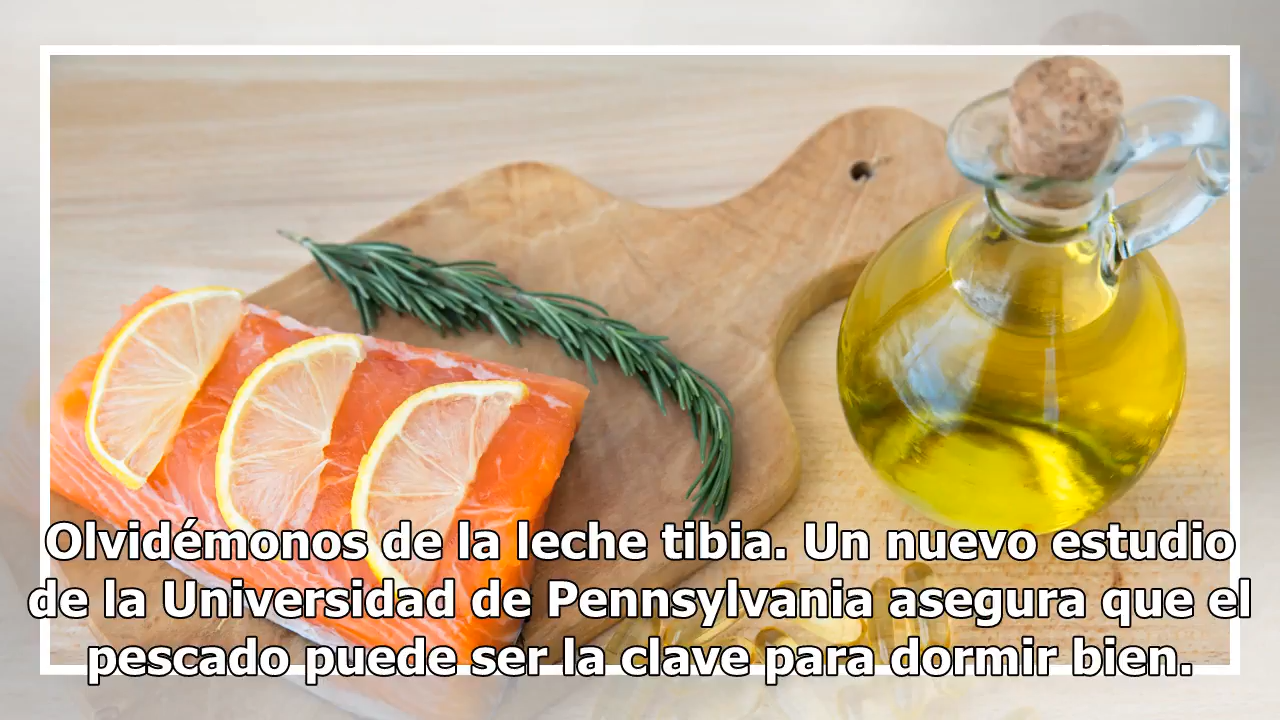 Olvidémonos de la leche tibia. Un nuevo estudio
de la Universidad de Pennsylvania asegura que el
pescado puede ser la clave para dormir bien.